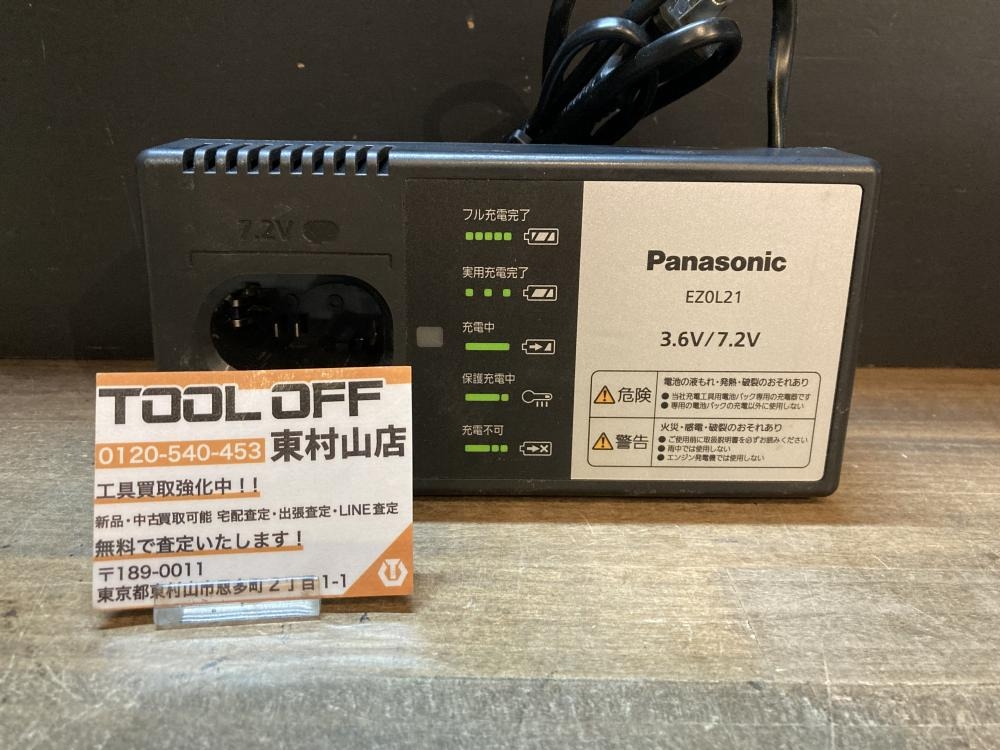 7.2V
フル充電完了
実用充電完了
充電中
保護充電中
充電不可
Panasonic
EZ0L21
3.6V/7.2V
危険
電池の液もれ・発熱・破裂のおそれあり
●当社充電工具用電池パック専用の充電器です
●専用の電池パックの充電以外に使用しない
警告
火災・感電・破裂のおそれあり
●ご使用前に取扱説明書を必ずお読みください
●雨中では使用しない
●エンジン発電機では使用しない
TOOL OFF
0120-540-453 東村山店
工具買取強化中!!
新品・中古買取可能 宅配査定・出張査定・LINE査定
無料で査定いたします!
〒189-0011
東京都東村山市恩多町2丁目1-1